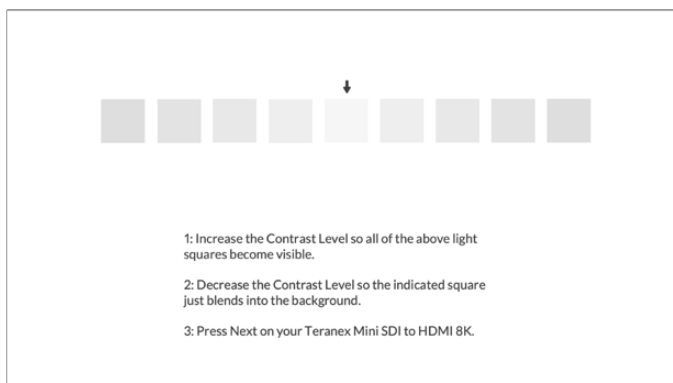 1: Increase the Contrast Level so all of the above light
squares become visible.
2: Decrease the Contrast Level so the indicated square
just blends into the background.
3: Press Next on your Teranex Mini SDI to HDMI 8K.